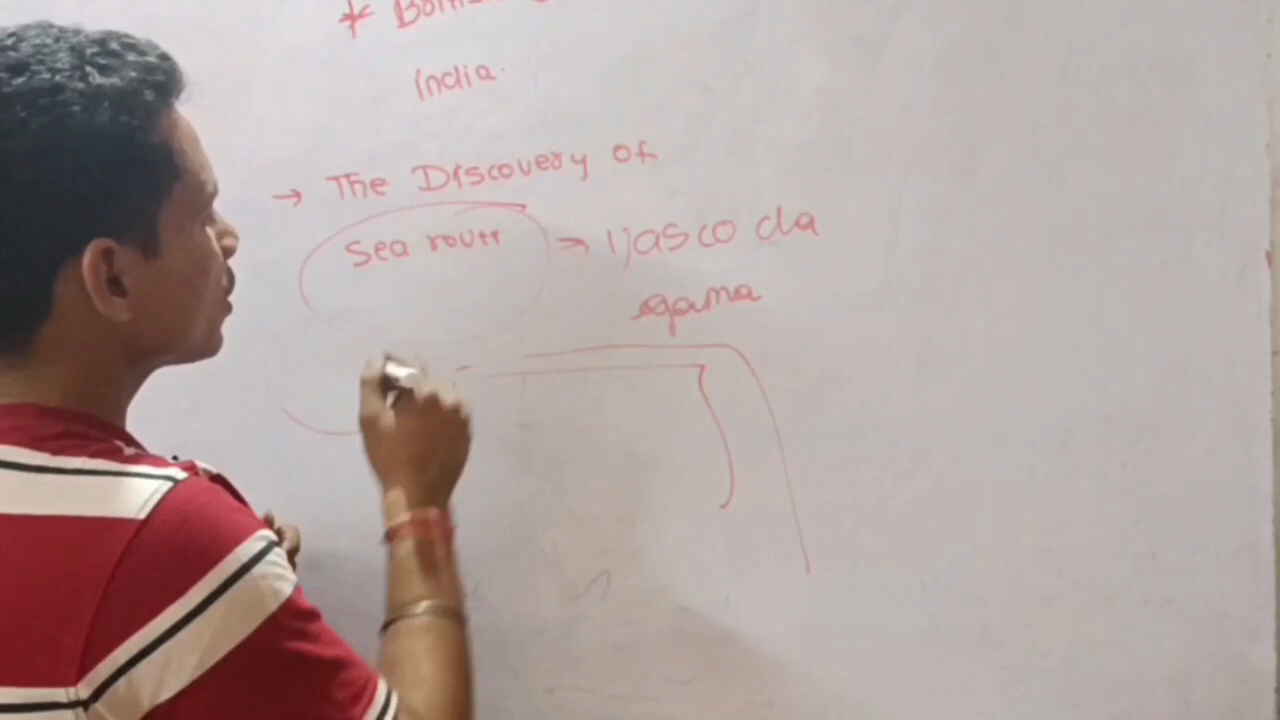 india.
→ The Discovery of
Sea route → Vasco da
gama